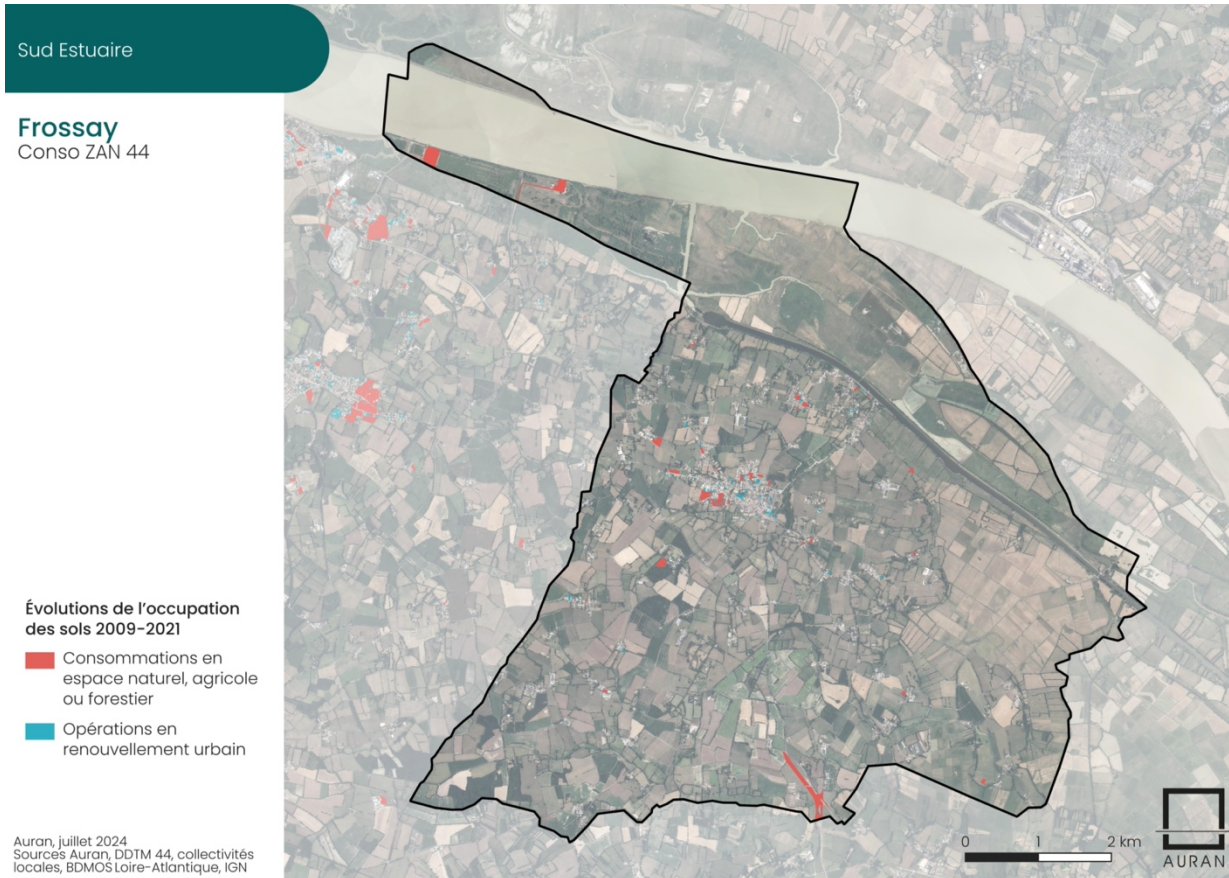 Sud Estuaire
Frossay
Conso ZAN 44
Évolutions de l'occupation
des sols 2009-2021
Consommations en
espace naturel, agricole
ou forestier
Opérations en
renouvellement urbain
Auran, juillet 2024
Sources Auran, DDTM 44, collectivités
locales, BDMOS Loire-Atlantique, IGN
0 1 2 km
AURAN